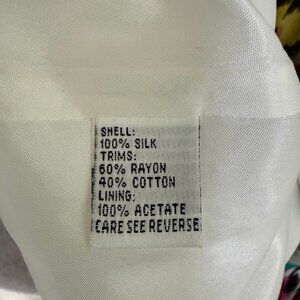 SHELL:
100% SILK
TRIMS:
60% RAYON
40% COTTON
LINING:
100% ACETATE
CARE SEE REVERSE